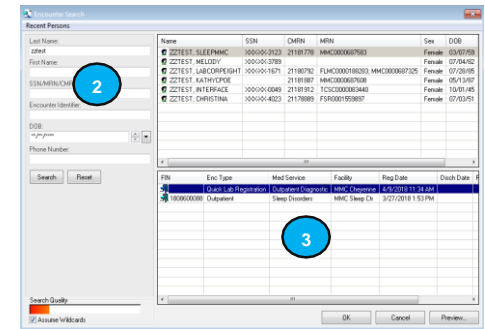 Encounter Search
Recent Persons
Last Name:
zztest
First Name:
SSN/MRN/CMR
Encounter Identifier:
DOB:
**/**/****
Phone Number:
Search Reset
Search Quality
Assume Wildcards
2
Name SSN CMRN MRN Sex DOB
ZZTEST, SLEEPMMC XXX-XX-3123 21181778 MMC0000687583 Female 03/07/59
ZZTEST, MELODY XXX-XX-3789 Female 07/04/82
ZZTEST, LABCORPEIGHT XXX-XX-1671 21180792 FLMC0000188283; MMC0000687325 Female 07/28/85
ZZTEST, KATHYCPOE 21181887 MMC0000687608 Female 05/13/87
ZZTEST, INTERFACE XXX-XX-0049 21181912 TCSC0000083440 Female 10/01/45
ZZTEST, CHRISTINA XXX-XX-4023 21178889 FSR0001559897 Female 07/03/51
FIN Enc Type Med Service Facility Reg Date Disch Date
Quick Lab Registration Outpatient Diagnostic MMC Cheyenne 4/9/2018 11:34 AM
1808600088 Outpatient Sleep Disorders MMC Sleep Ctr 3/27/2018 1:53 PM
3
OK Cancel Preview...